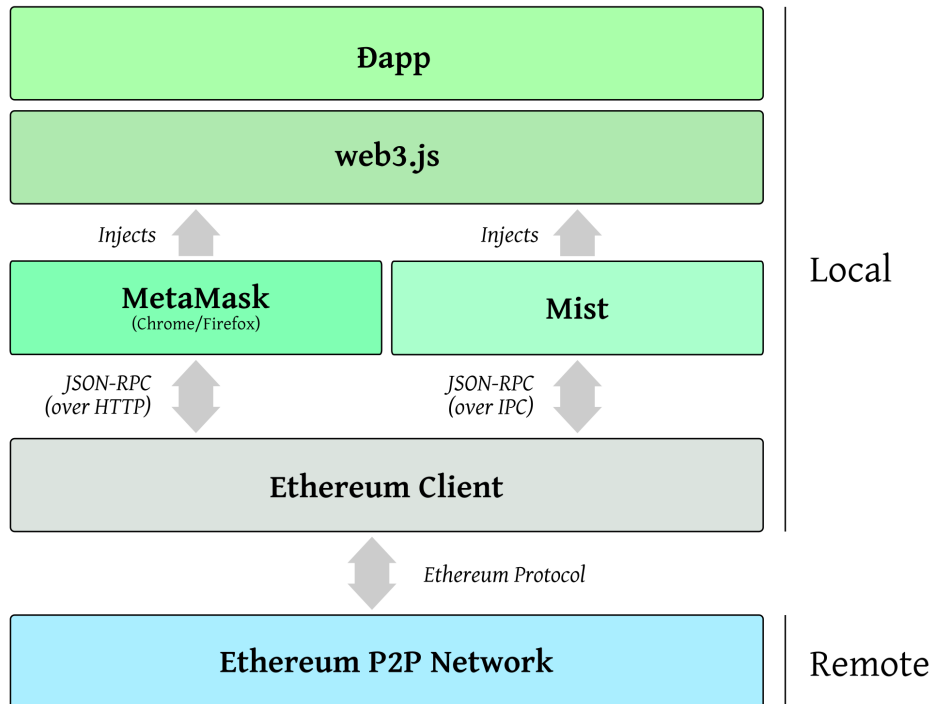 Ðapp
web3.js
Injects
Injects
Local
MetaMask
(Chrome/Firefox)
Mist
JSON-RPC
(over HTTP)
JSON-RPC
(over IPC)
Ethereum Client
Ethereum Protocol
Ethereum P2P Network
Remote